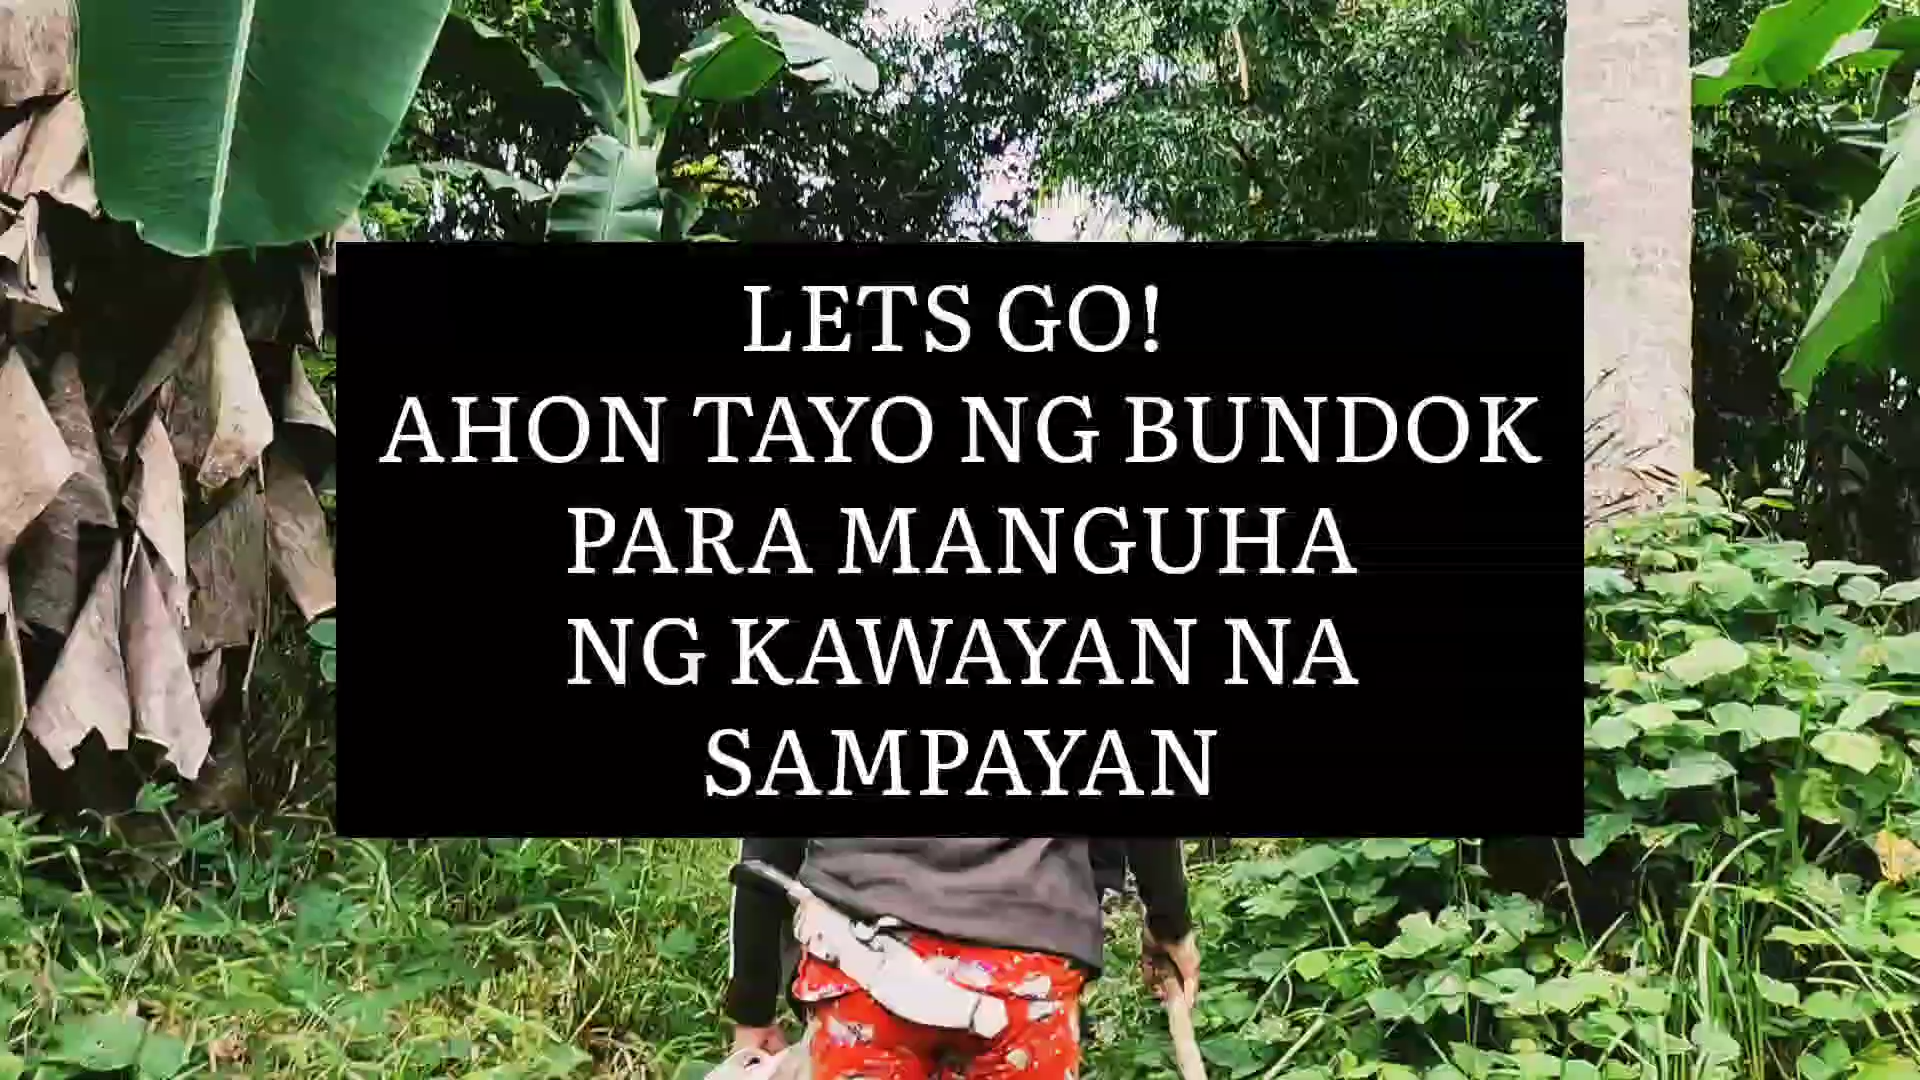 LETS GO!
AHON TAYO NG BUNDOK
PARA MANGUHA
NG KAWAYAN NA
SAMPAYAN